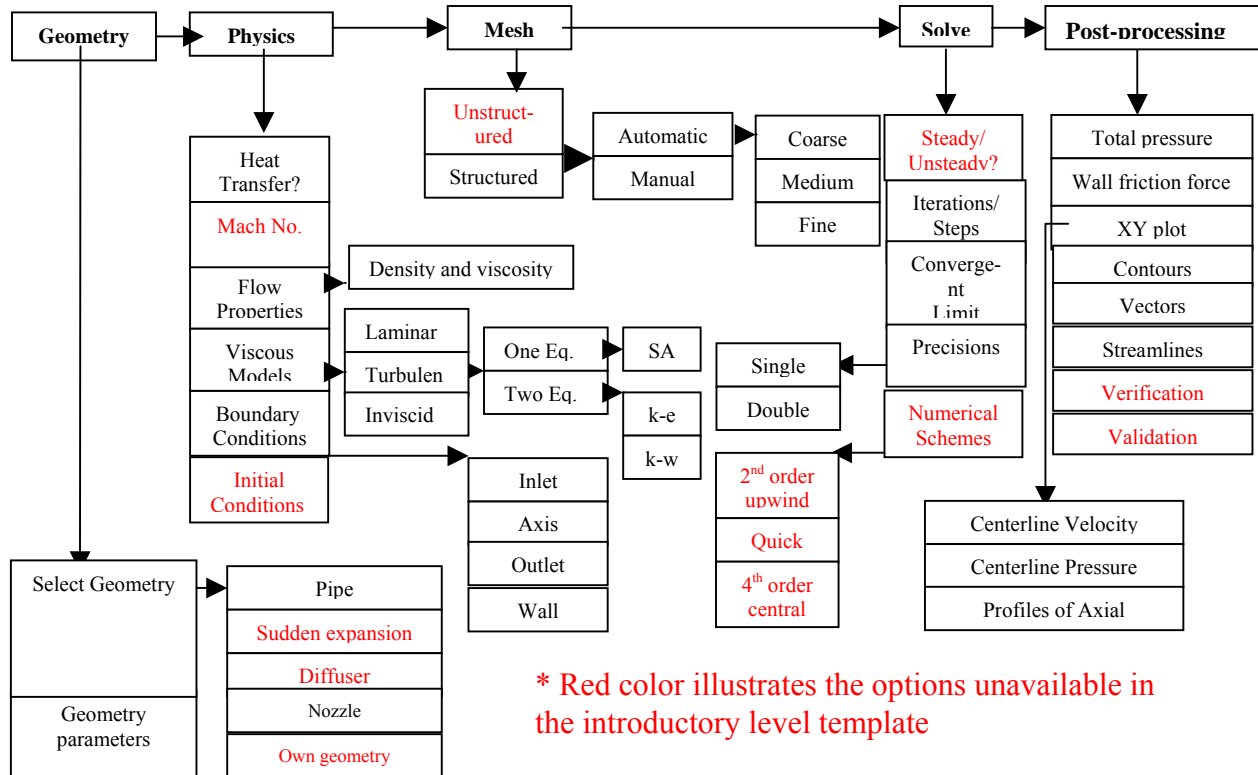 Geometry
Physics
Mesh
Solve
Post-processing
Heat
Transfer?
Mach No.
Flow
Properties
Viscous
Models
Boundary
Conditions
Initial
Conditions
Density and viscosity
Laminar
Turbulen
Inviscid
One Eq.
Two Eq.
SA
k-e
k-w
Inlet
Axis
Outlet
Wall
Unstruct-
ured
Structured
Automatic
Manual
Coarse
Medium
Fine
Steady/
Unsteady?
Iterations/
Steps
Converge-
nt
Limit
Precisions
Numerical
Schemes
Single
Double
2nd order
upwind
Quick
4th order
central
Total pressure
Wall friction force
XY plot
Contours
Vectors
Streamlines
Verification
Validation
Centerline Velocity
Centerline Pressure
Profiles of Axial
Select Geometry
Geometry
parameters
Pipe
Sudden expansion
Diffuser
Nozzle
Own geometry
* Red color illustrates the options unavailable in
the introductory level template